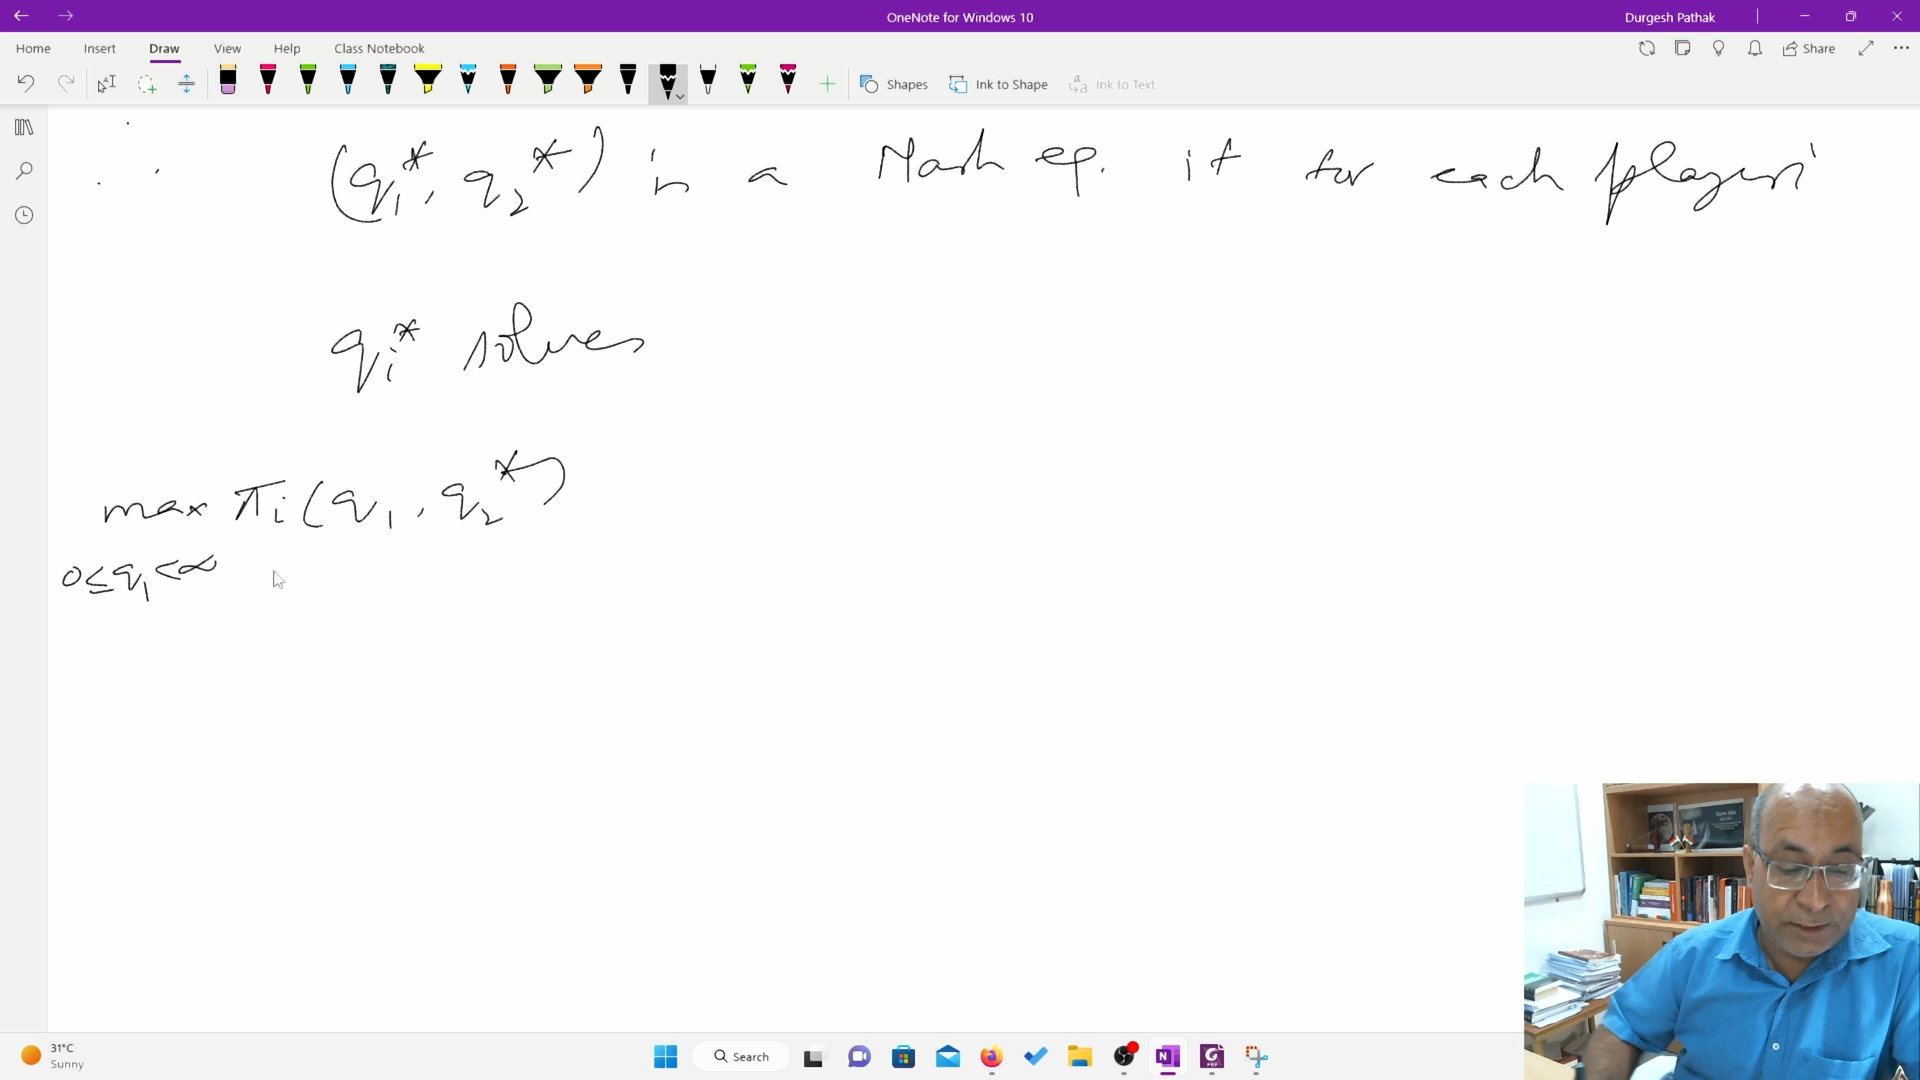 OneNote for Windows 10
Durgesh Pathak
Home Insert Draw View Help Class Notebook
Share
Shapes Ink to Shape Ink to Text
∴ (q₁*, q₂*) is a Nash eq. if for each player i
qᵢ* solves
max πᵢ(q₁, q₂*)
0≤q₁<∞
31°C
Sunny
Search